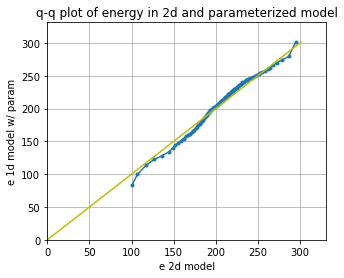 q-q plot of energy in 2d and parameterized model
e 1d model w/ param
300
250
200
150
100
50
0
0 50 100 150 200 250 300
e 2d model